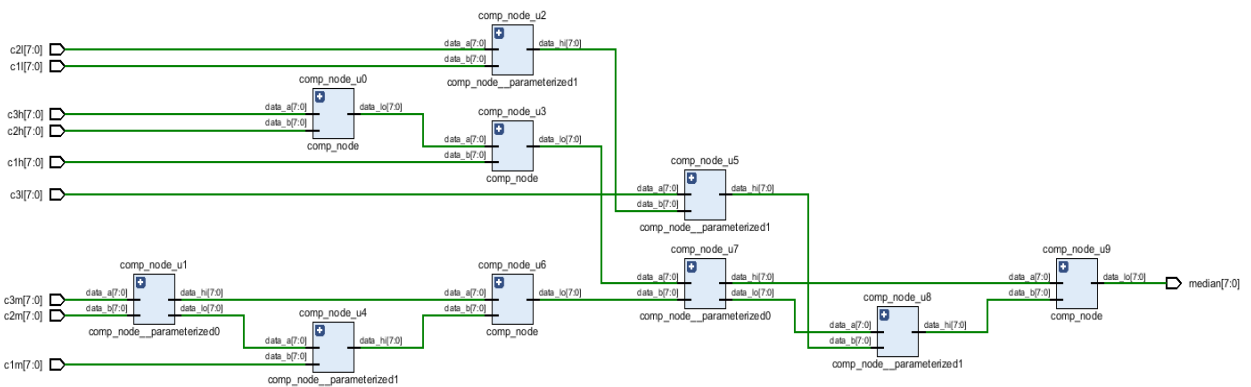 comp_node_u2
c2l[7:0]
data_a[7:0]
data_hi[7:0]
c1l[7:0]
data_b[7:0]
comp_node__parameterized1
comp_node_u0
c3h[7:0]
data_a[7:0]
data_lo[7:0]
c2h[7:0]
data_b[7:0]
comp_node
comp_node_u3
data_a[7:0]
data_lo[7:0]
c1h[7:0]
data_b[7:0]
comp_node
comp_node_u5
c3l[7:0]
data_a[7:0]
data_hi[7:0]
data_b[7:0]
comp_node__parameterized1
comp_node_u1
c3m[7:0]
data_a[7:0]
data_hi[7:0]
c2m[7:0]
data_b[7:0]
data_lo[7:0]
comp_node__parameterized0
comp_node_u4
data_a[7:0]
data_hi[7:0]
c1m[7:0]
data_b[7:0]
comp_node__parameterized1
comp_node_u6
data_a[7:0]
data_lo[7:0]
data_b[7:0]
comp_node
comp_node_u7
data_a[7:0]
data_hi[7:0]
data_b[7:0]
data_lo[7:0]
comp_node__parameterized0
comp_node_u8
data_a[7:0]
data_hi[7:0]
data_b[7:0]
comp_node__parameterized1
comp_node_u9
data_a[7:0]
data_lo[7:0]
median[7:0]
data_b[7:0]
comp_node